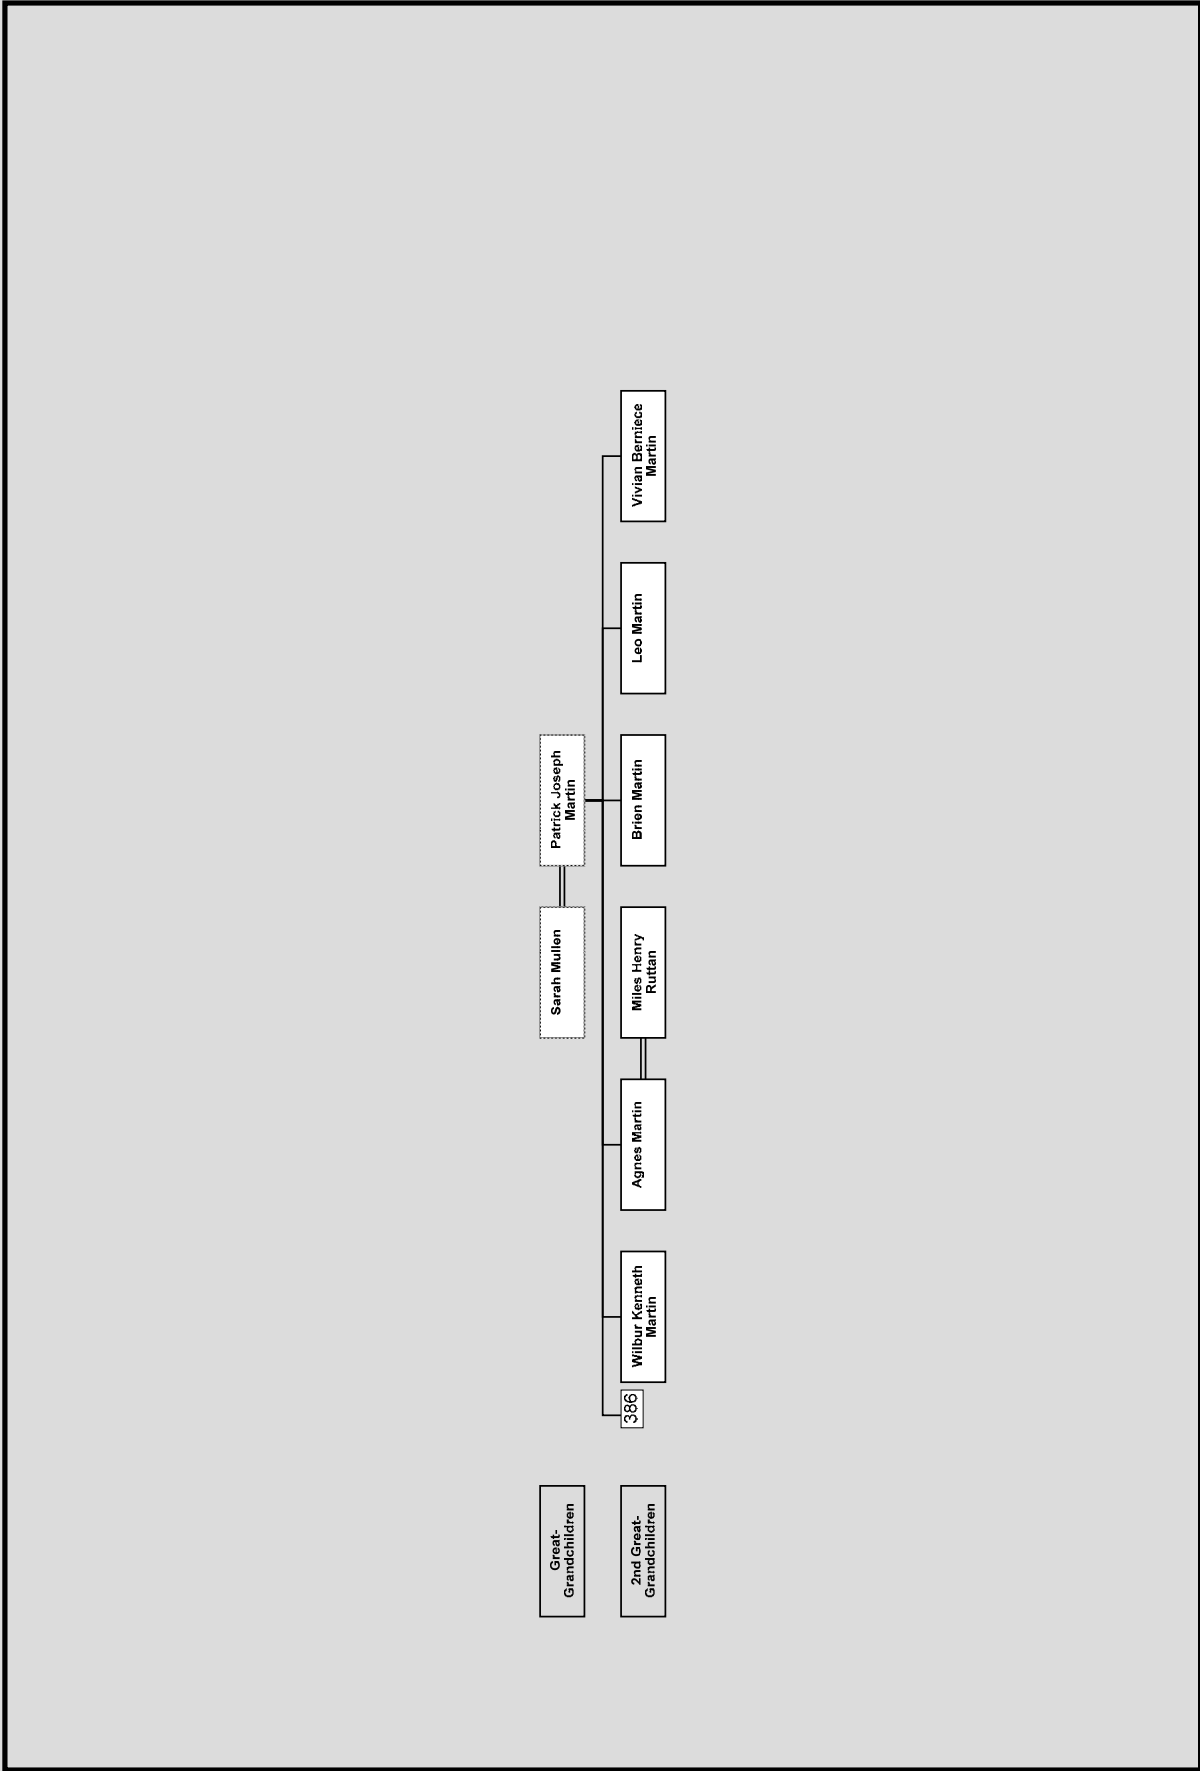 Great-
Grandchildren
Sarah Mullen
Patrick Joseph
Martin
2nd Great-
Grandchildren
386
Wilbur Kenneth
Martin
Agnes Martin
Miles Henry
Ruttan
Brien Martin
Leo Martin
Vivian Berniece
Martin